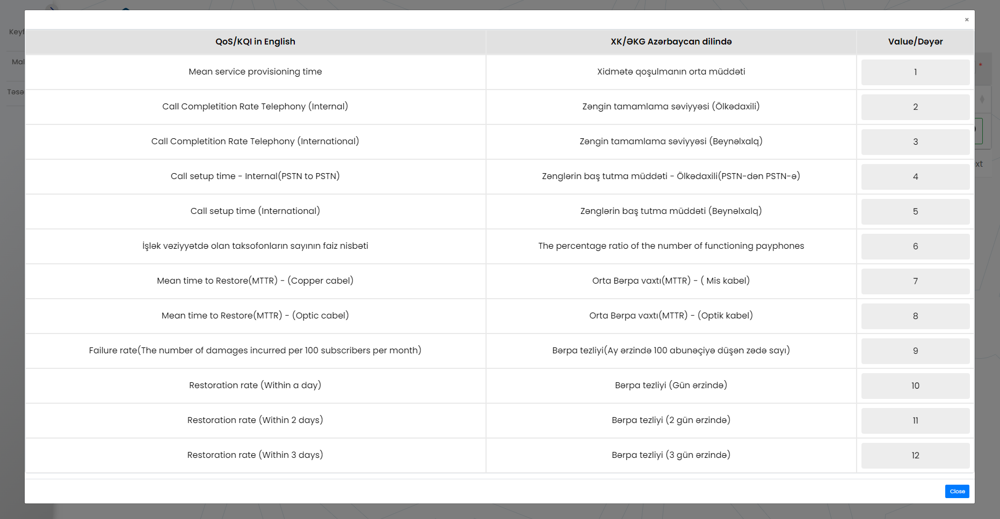 ×
QoS/KQI in English XK/ƏKG Azərbaycan dilində Value/Dəyər
Mean service provisioning time Xidmətə qoşulmanın orta müddəti 1
Call Completition Rate Telephony (Internal) Zəngin tamamlama səviyyəsi (Ölkədaxili) 2
Call Completition Rate Telephony (International) Zəngin tamamlama səviyyəsi (Beynəlxalq) 3
Call setup time - Internal(PSTN to PSTN) Zənglərin baş tutma müddəti - Ölkədaxili(PSTN-dən PSTN-ə) 4
Call setup time (International) Zənglərin baş tutma müddəti (Beynəlxalq) 5
İşlək vəziyyətdə olan taksofonların sayının faiz nisbəti The percentage ratio of the number of functioning payphones 6
Mean time to Restore(MTTR) - (Copper cabel) Orta Bərpa vaxtı(MTTR) - ( Mis kabel) 7
Mean time to Restore(MTTR) - (Optic cabel) Orta Bərpa vaxtı(MTTR) - (Optik kabel) 8
Failure rate(The number of damages incurred per 100 subscribers per month) Bərpa tezliyi(Ay ərzində 100 abunəçiyə düşən zədə sayı) 9
Restoration rate (Within a day) Bərpa tezliyi (Gün ərzində) 10
Restoration rate (Within 2 days) Bərpa tezliyi (2 gün ərzində) 11
Restoration rate (Within 3 days) Bərpa tezliyi (3 gün ərzində) 12
Close